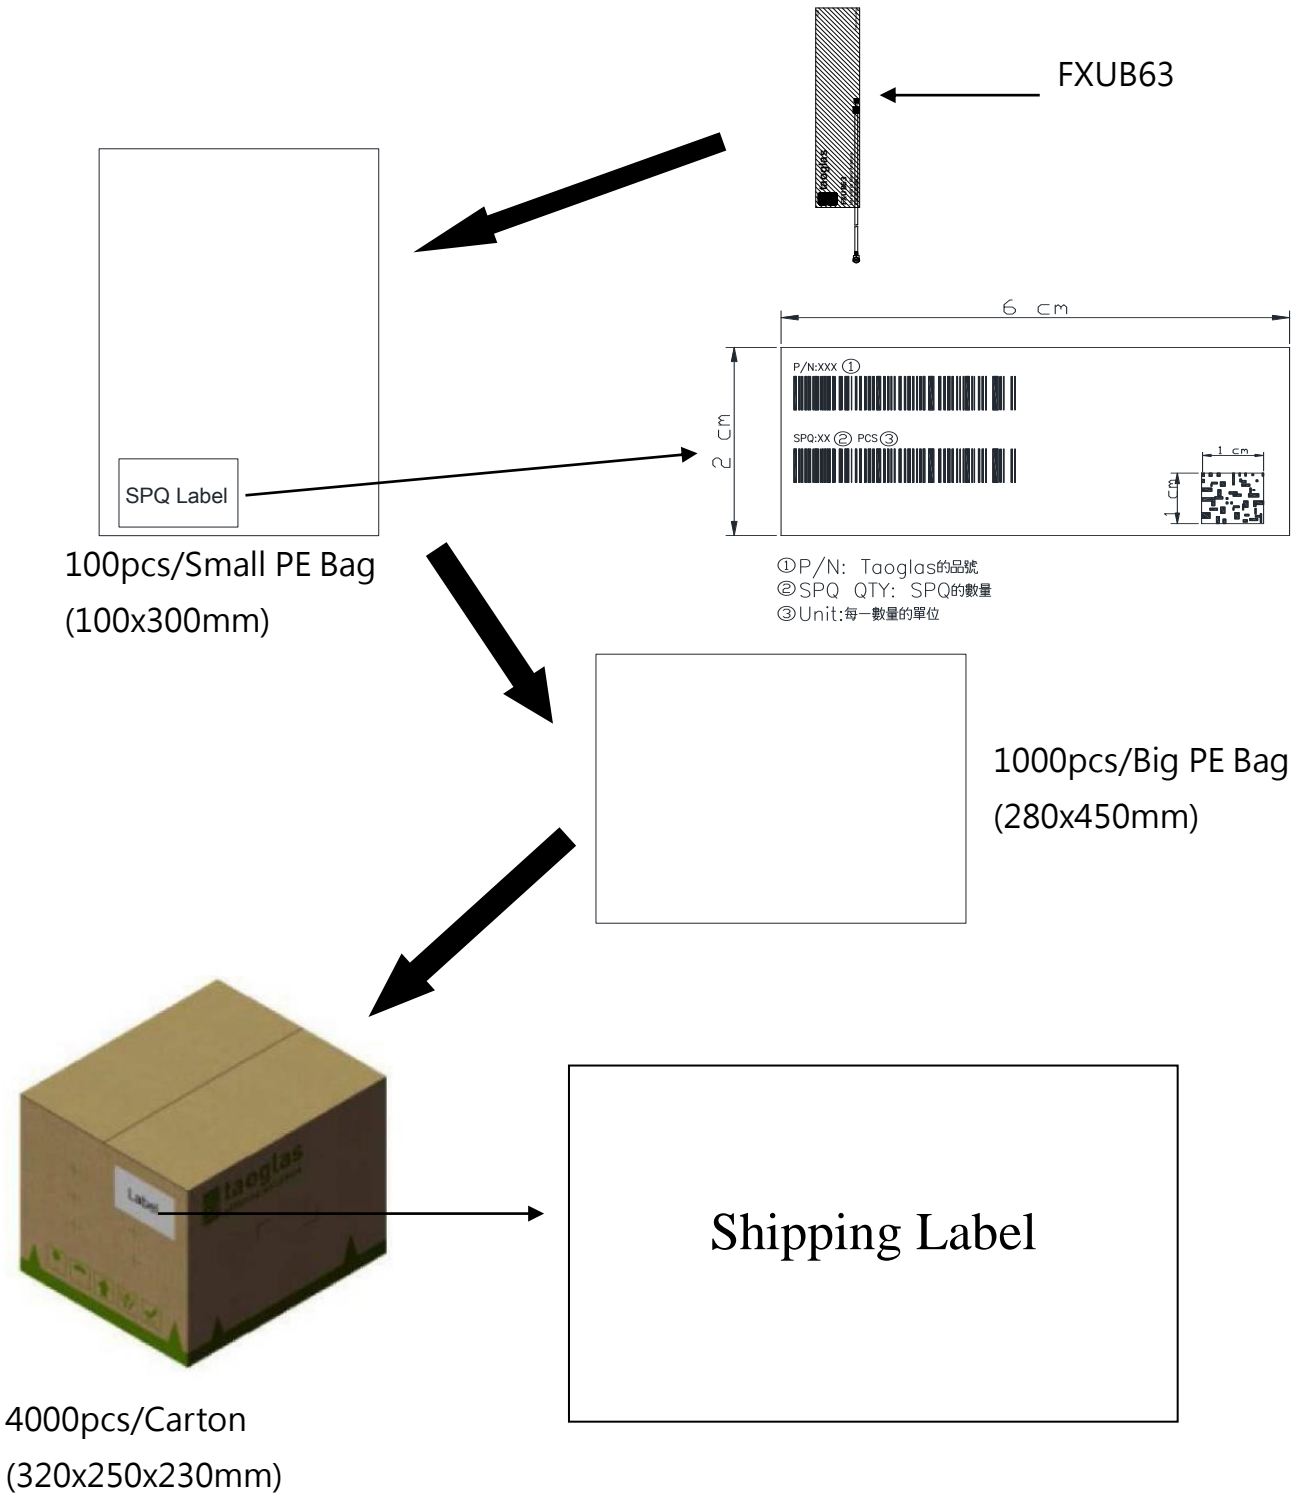 FXUB63
taoglas
FXUB63
6 cm
2 cm
P/N:XXX ①
SPQ:XX ② PCS ③
1 cm
1 cm
SPQ Label
100pcs/Small PE Bag
(100x300mm)
①P/N: Taoglas的品號
②SPQ QTY: SPQ的數量
③Unit:每一數量的單位
1000pcs/Big PE Bag
(280x450mm)
taoglas
Label
Shipping Label
4000pcs/Carton
(320x250x230mm)